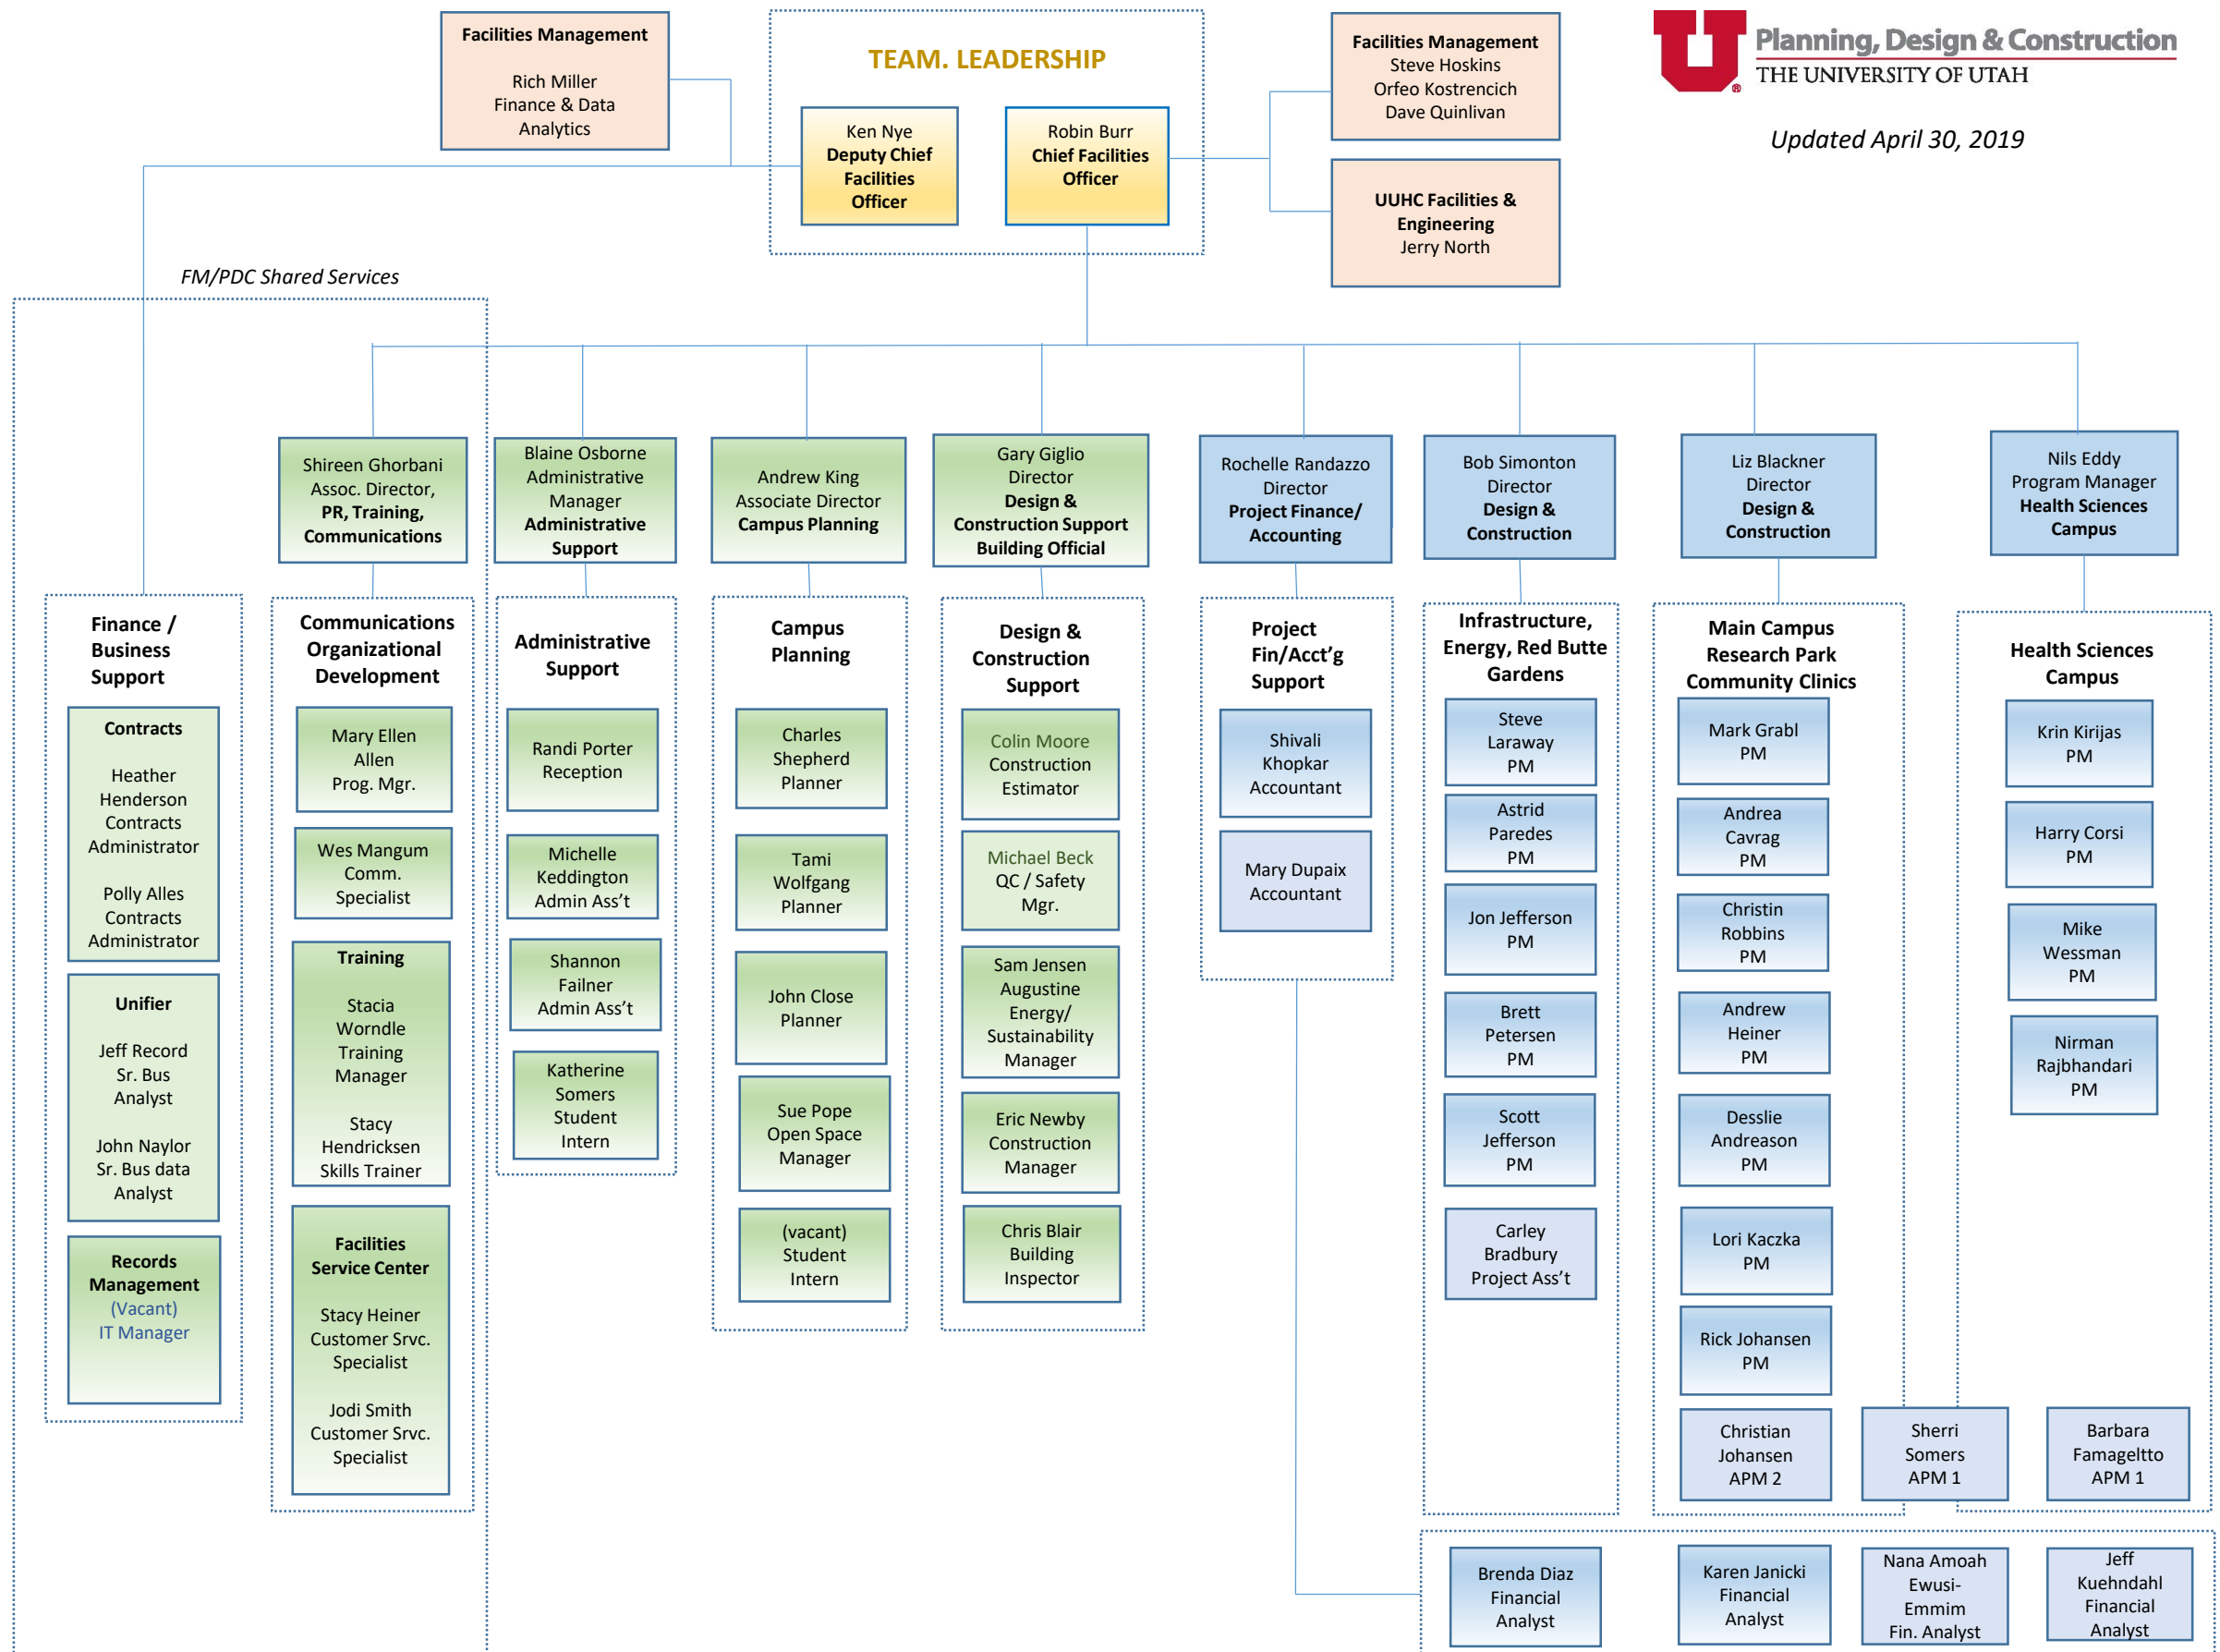 Facilities Management
Rich Miller
Finance & Data
Analytics
TEAM. LEADERSHIP
Ken Nye
Deputy Chief
Facilities
Officer
Robin Burr
Chief Facilities
Officer
Facilities Management
Steve Hoskins
Orfeo Kostrencich
Dave Quinlivan
UUHC Facilities &
Engineering
Jerry North
U
®
Planning, Design & Construction
THE UNIVERSITY OF UTAH
Updated April 30, 2019
FM/PDC Shared Services
Shireen Ghorbani
Assoc. Director,
PR, Training,
Communications
Blaine Osborne
Administrative
Manager
Administrative
Support
Andrew King
Associate Director
Campus Planning
Gary Giglio
Director
Design &
Construction Support
Building Official
Rochelle Randazzo
Director
Project Finance/
Accounting
Bob Simonton
Director
Design &
Construction
Liz Blackner
Director
Design &
Construction
Nils Eddy
Program Manager
Health Sciences
Campus
Finance /
Business
Support
Contracts
Heather
Henderson
Contracts
Administrator
Polly Alles
Contracts
Administrator
Unifier
Jeff Record
Sr. Bus
Analyst
John Naylor
Sr. Bus data
Analyst
Records
Management
(Vacant)
IT Manager
Communications
Organizational
Development
Mary Ellen
Allen
Prog. Mgr.
Wes Mangum
Comm.
Specialist
Training
Stacia
Worndle
Training
Manager
Stacy
Hendricksen
Skills Trainer
Facilities
Service Center
Stacy Heiner
Customer Srvc.
Specialist
Jodi Smith
Customer Srvc.
Specialist
Administrative
Support
Randi Porter
Reception
Michelle
Keddington
Admin Ass’t
Shannon
Failner
Admin Ass’t
Katherine
Somers
Student
Intern
Campus
Planning
Charles
Shepherd
Planner
Tami
Wolfgang
Planner
John Close
Planner
Sue Pope
Open Space
Manager
(vacant)
Student
Intern
Design &
Construction
Support
Colin Moore
Construction
Estimator
Michael Beck
QC / Safety
Mgr.
Sam Jensen
Augustine
Energy/
Sustainability
Manager
Eric Newby
Construction
Manager
Chris Blair
Building
Inspector
Project
Fin/Acct’g
Support
Shivali
Khopkar
Accountant
Mary Dupaix
Accountant
Infrastructure,
Energy, Red Butte
Gardens
Steve
Laraway
PM
Astrid
Paredes
PM
Jon Jefferson
PM
Brett
Petersen
PM
Scott
Jefferson
PM
Carley
Bradbury
Project Ass’t
Main Campus
Research Park
Community Clinics
Mark Grabl
PM
Andrea
Cavrag
PM
Christin
Robbins
PM
Andrew
Heiner
PM
Desslie
Andreason
PM
Lori Kaczka
PM
Rick Johansen
PM
Christian
Johansen
APM 2
Sherri
Somers
APM 1
Health Sciences
Campus
Krin Kirijas
PM
Harry Corsi
PM
Mike
Wessman
PM
Nirman
Rajbhandari
PM
Barbara
Famageltto
APM 1
Brenda Diaz
Financial
Analyst
Karen Janicki
Financial
Analyst
Nana Amoah
Ewusi-
Emmim
Fin. Analyst
Jeff
Kuehndahl
Financial
Analyst